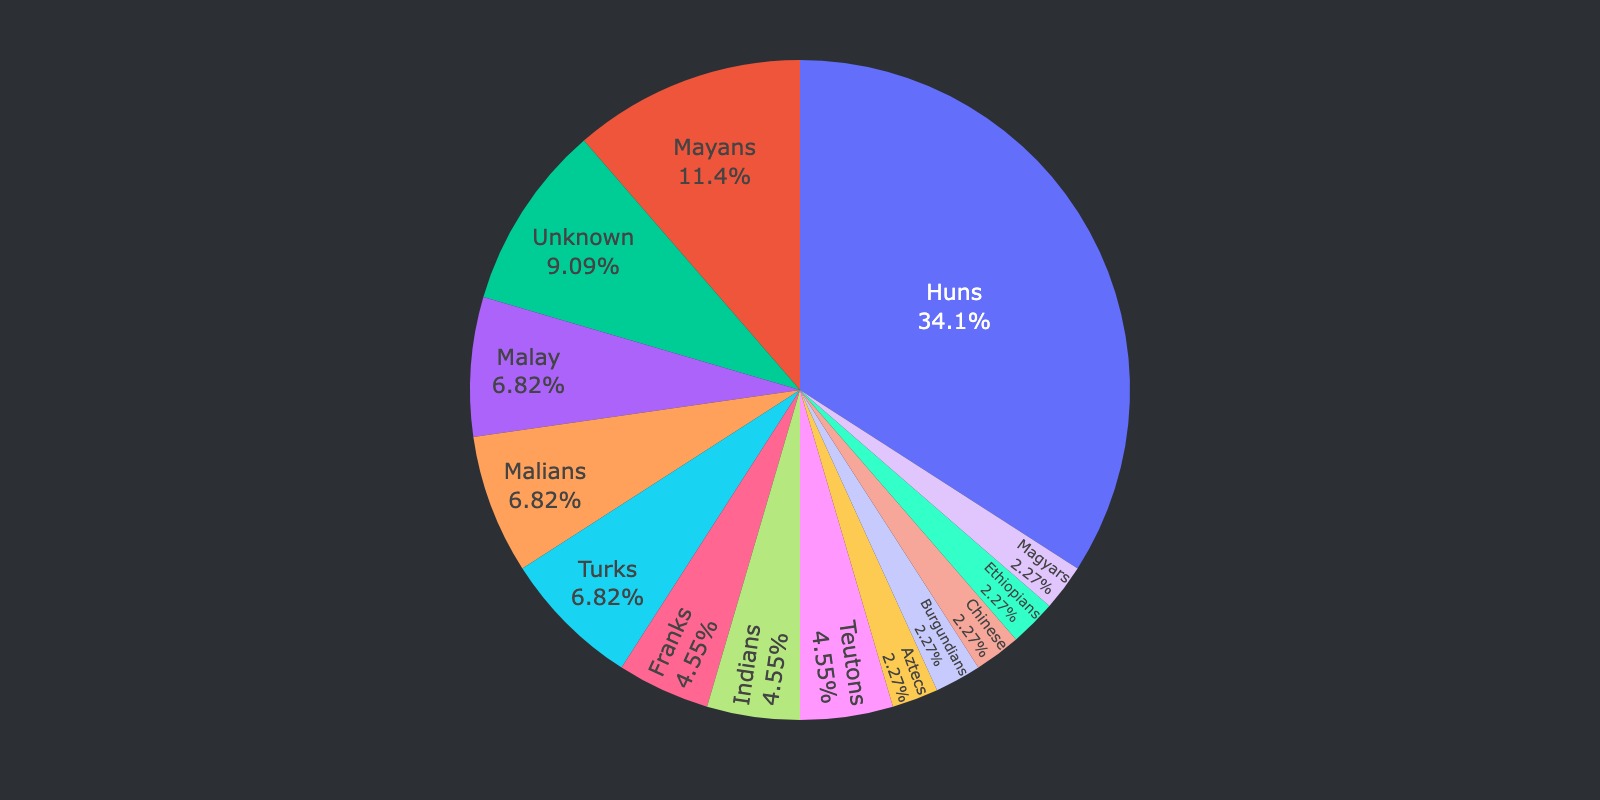 Mayans
11.4%
Huns
34.1%
Unknown
9.09%
Malay
6.82%
Malians
6.82%
Turks
6.82%
Franks
4.55%
Indians
4.55%
Teutons
4.55%
Aztecs
2.27%
Burgundians
2.27%
Chinese
2.27%
Ethiopians
2.27%
Magyars
2.27%